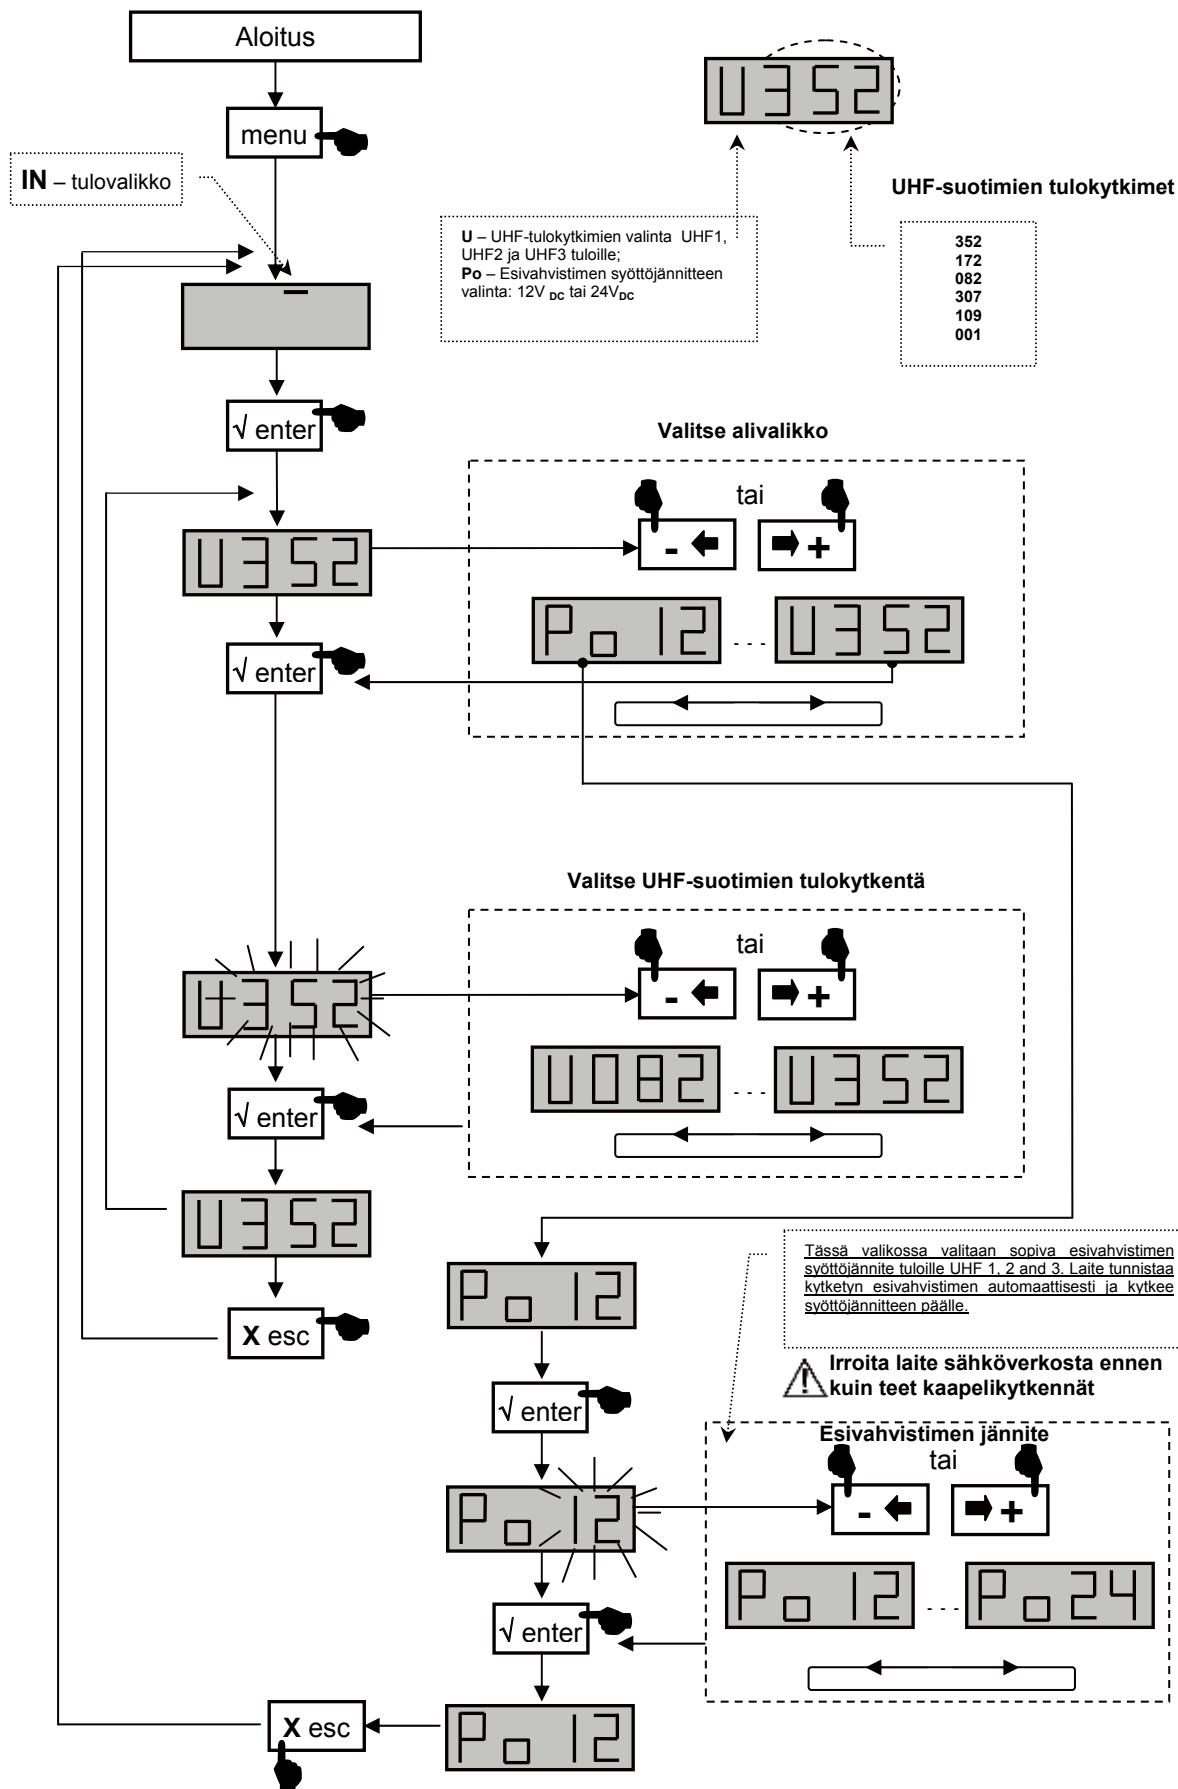 Aloitus
menu
IN – tulovalikko
U352
UHF-suotimien tulokytkimet
U – UHF-tulokytkimien valinta UHF1,
UHF2 ja UHF3 tuloille;
Po – Esivahvistimen syöttöjännitteen
valinta: 12V DC tai 24VDC
352
172
082
307
109
001
√ enter
Valitse alivalikko
tai
- +
U352
Po 12 ... U352
√ enter
Valitse UHF-suotimien tulokytkentä
tai
- +
U352
U082 ... U352
√ enter
U352
X esc
Tässä valikossa valitaan sopiva esivahvistimen
syöttöjännite tuloille UHF 1, 2 and 3. Laite tunnistaa
kytketyn esivahvistimen automaattisesti ja kytkee
syöttöjännitteen päälle.
Po 12
Irroita laite sähköverkosta ennen
kuin teet kaapelikytkennät
√ enter
Esivahvistimen jännite
tai
- +
Po 12
Po 12 ... Po 24
√ enter
X esc
Po 12